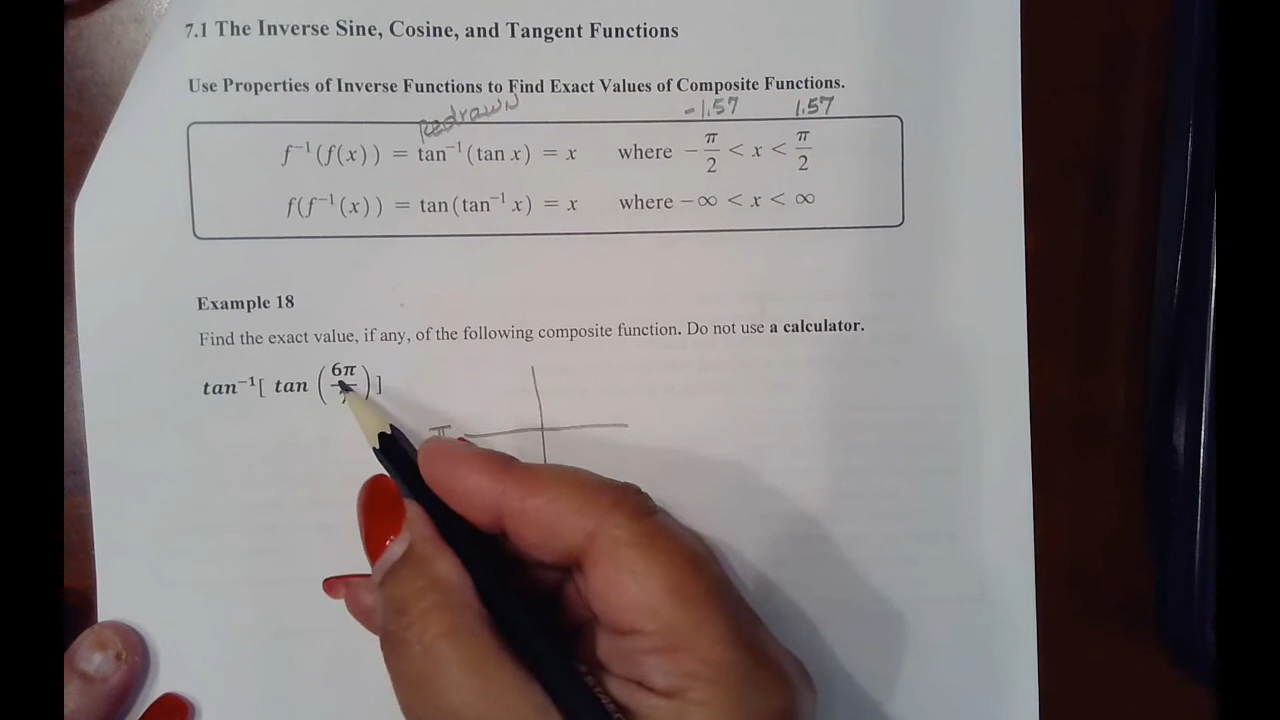 7.1 The Inverse Sine, Cosine, and Tangent Functions
Use Properties of Inverse Functions to Find Exact Values of Composite Functions.
Redrawn -1.57 1.57
f⁻¹(f(x)) = tan⁻¹(tan x) = x where −π/2 < x < π/2
f(f⁻¹(x)) = tan(tan⁻¹ x) = x where −∞ < x < ∞
Example 18
Find the exact value, if any, of the following composite function. Do not use a calculator.
tan⁻¹[ tan (6π/7)]
π